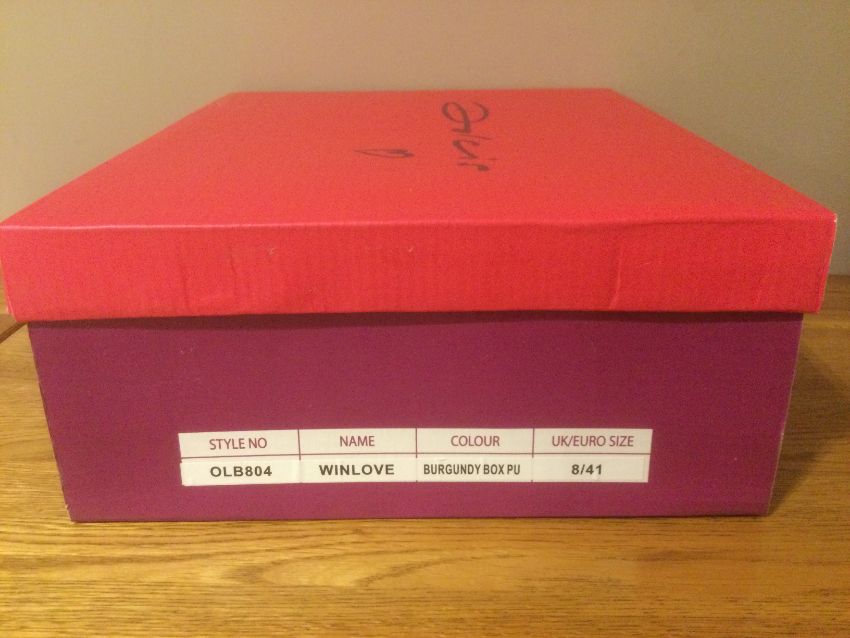 STYLE NO NAME COLOUR UK/EURO SIZE
OLB804 WINLOVE BURGUNDY BOX PU 8/41